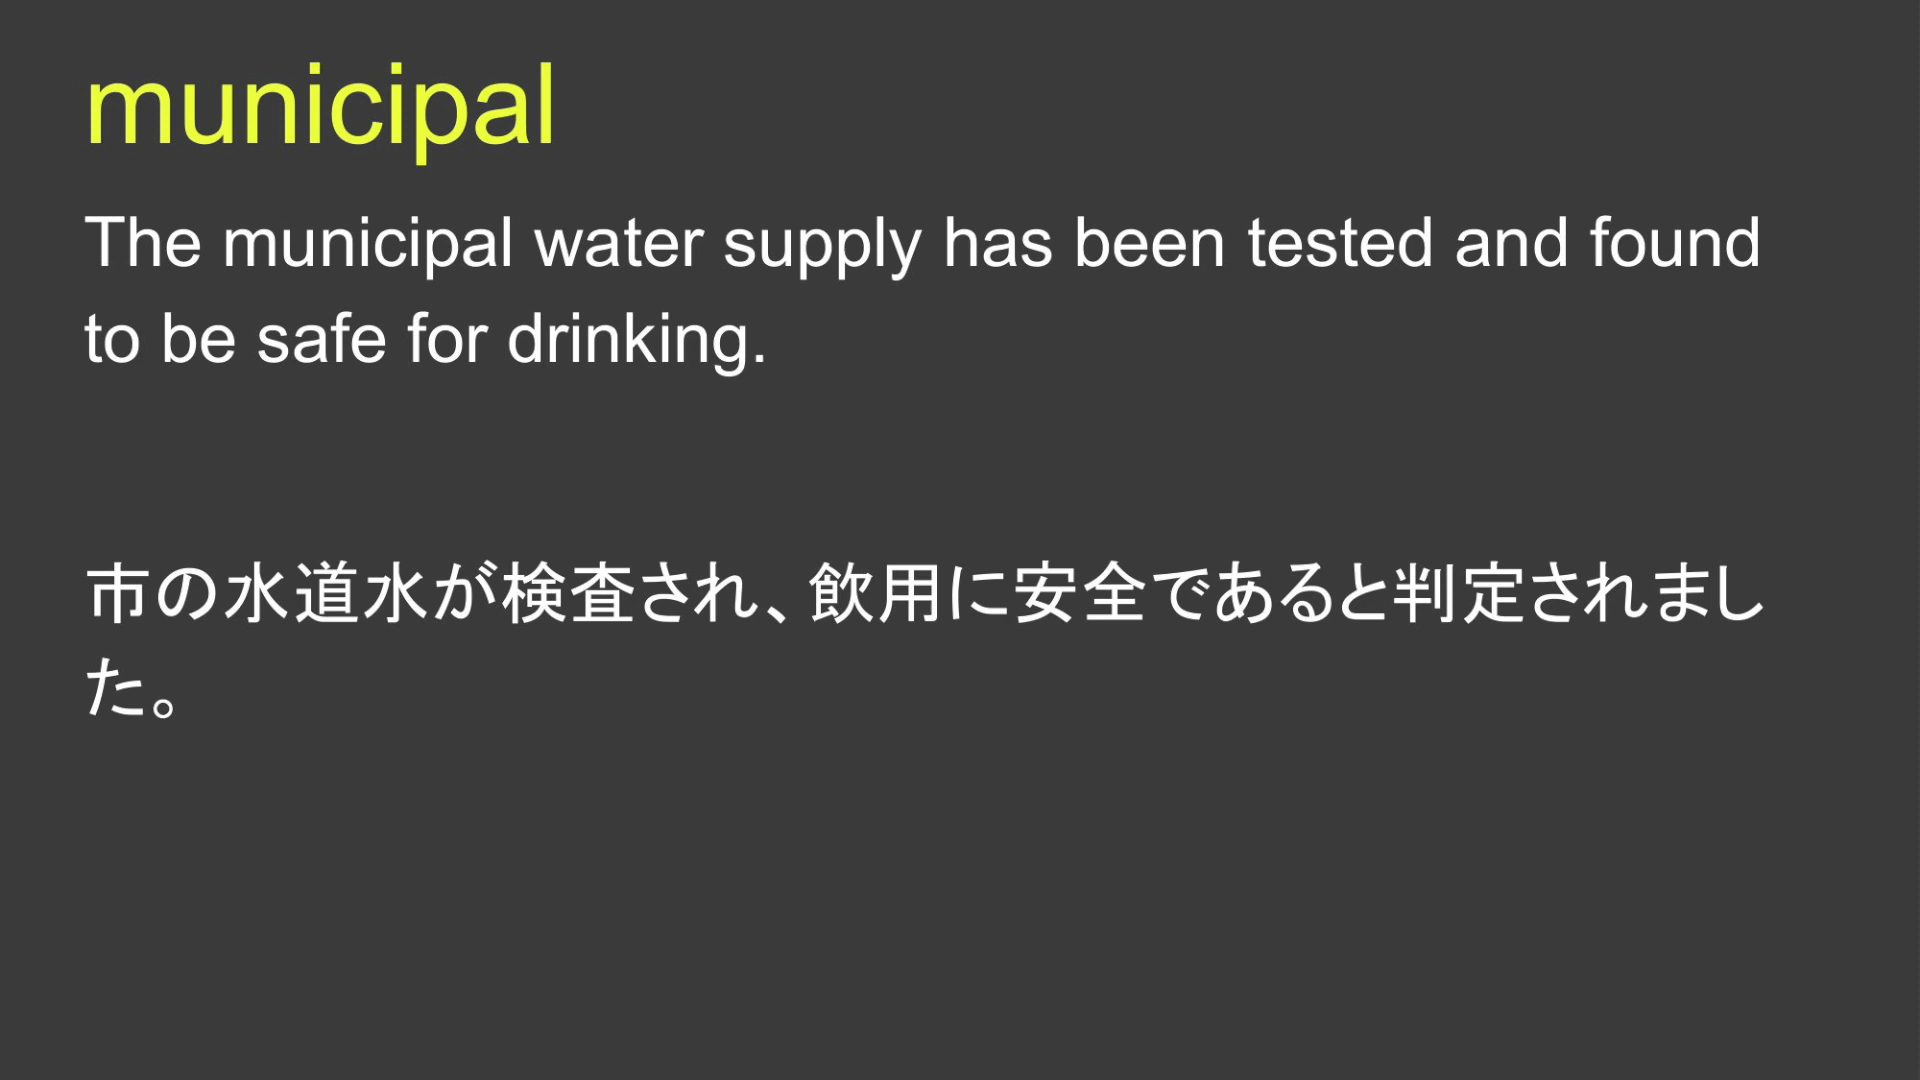 municipal
The municipal water supply has been tested and found
to be safe for drinking.
市の水道水が検査され、飲用に安全であると判定されまし
た。